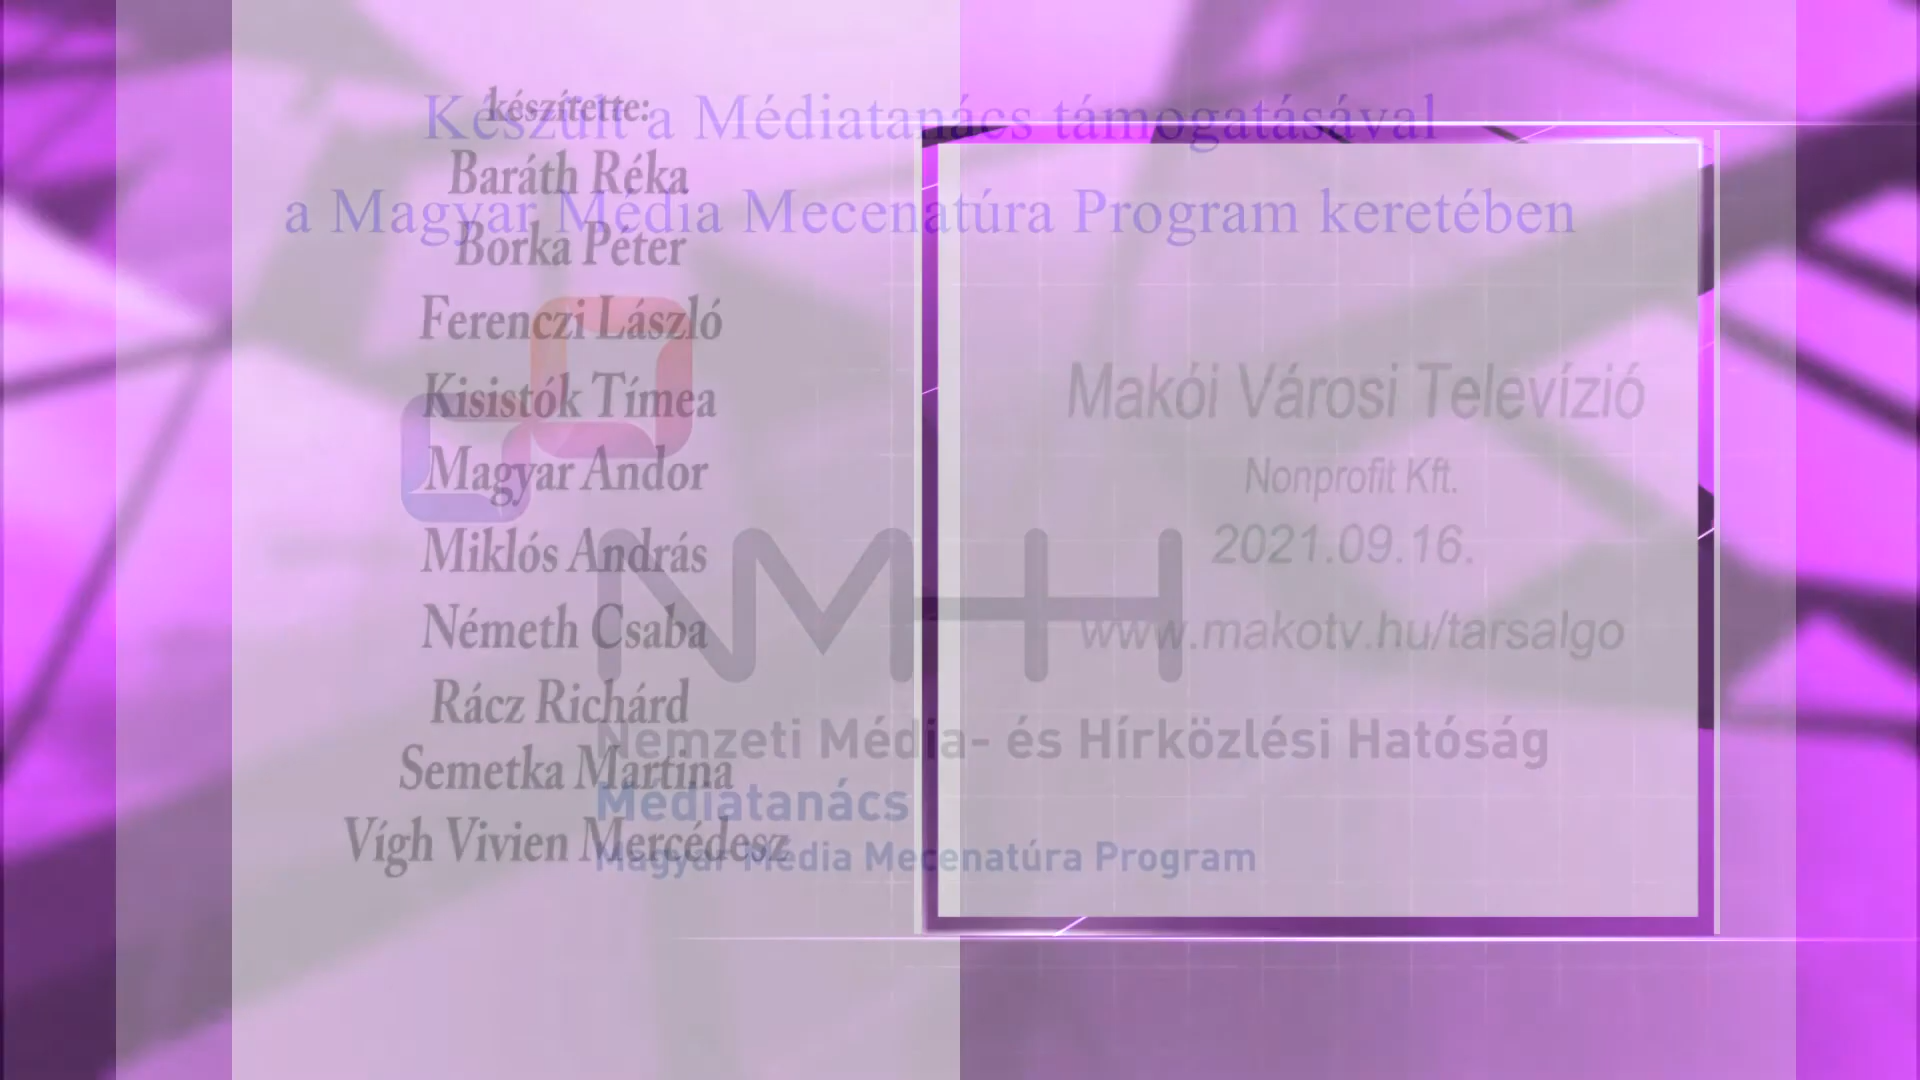 készítette:
Baráth Réka
Borka Péter
Ferenczi László
Kisistók Tímea
Magyar Andor
Miklós András
Németh Csaba
Rácz Richárd
Semetka Martina
Vígh Vivien Mercédesz
Készült a Médiatanács támogatásával
a Magyar Média Mecenatúra Program keretében
Makói Városi Televízió
Nonprofit Kft.
2021.09.16.
www.makotv.hu/tarsalgo
NMHH
Nemzeti Média- és Hírközlési Hatóság
Médiatanács
Magyar Média Mecenatúra Program